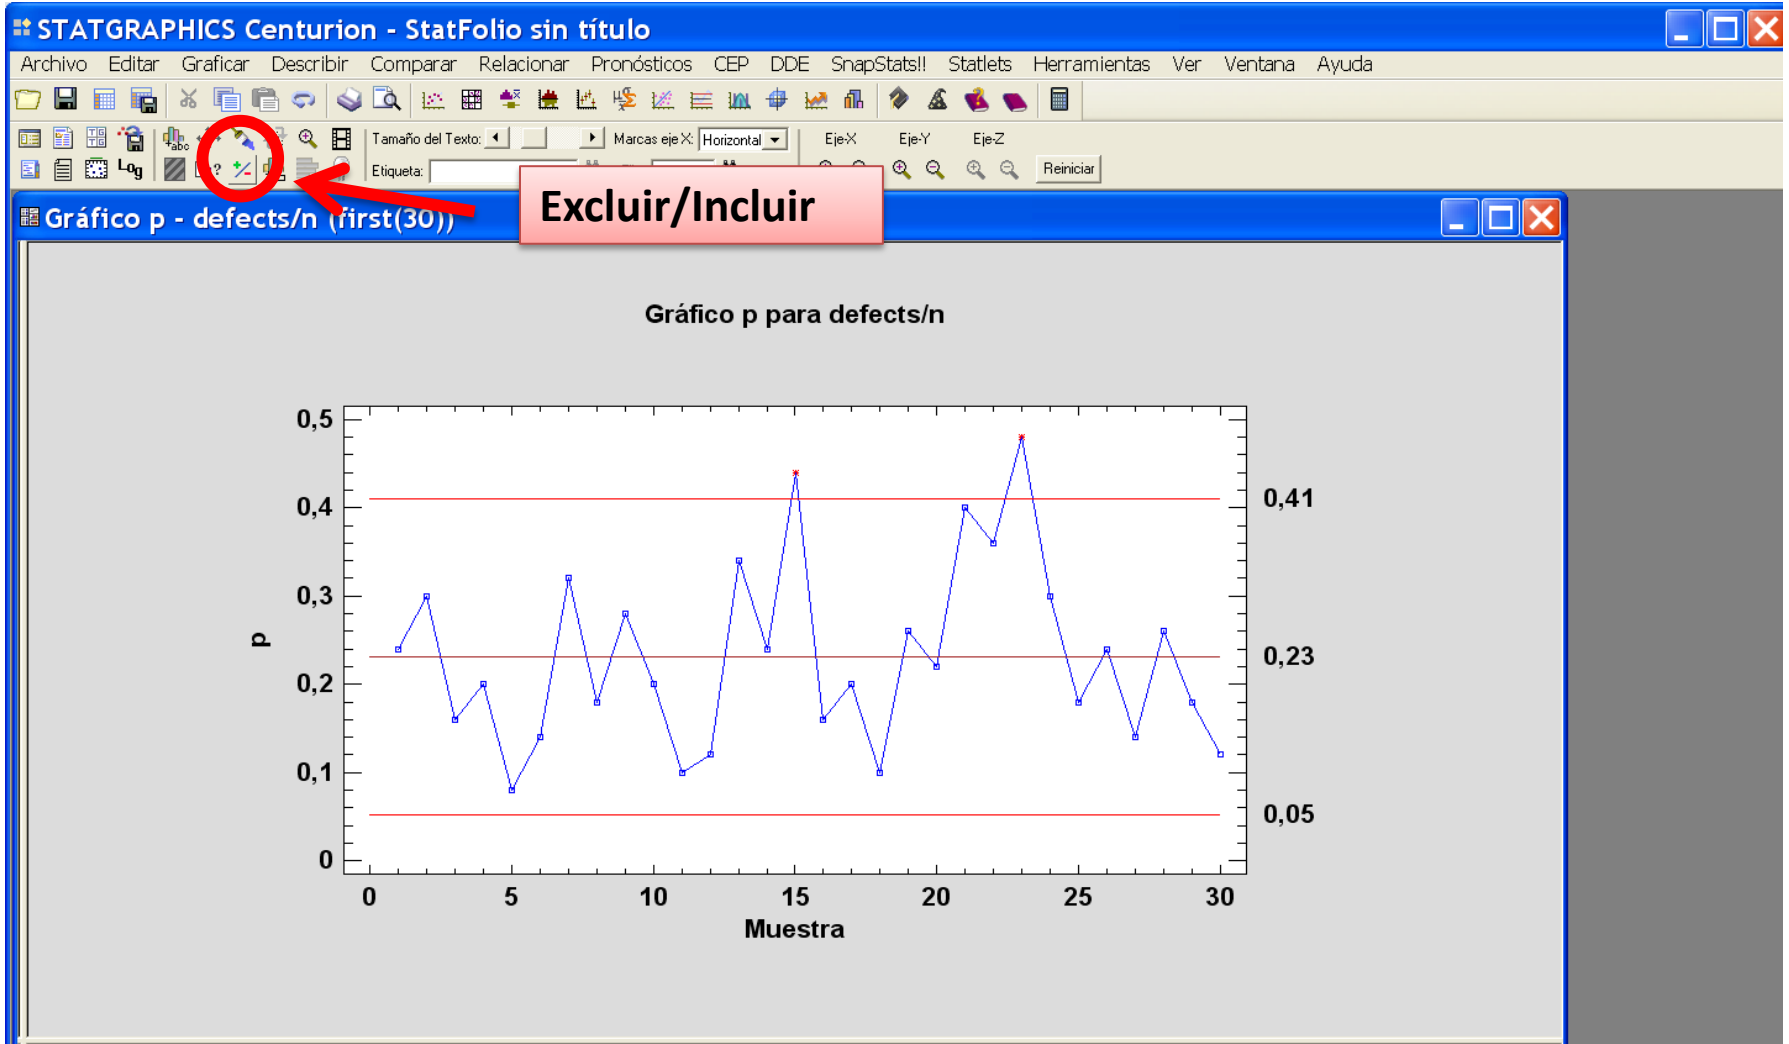 STATGRAPHICS Centurion - StatFolio sin título
Archivo Editar Graficar Describir Comparar Relacionar Pronósticos CEP DDE SnapStats!! Statlets Herramientas Ver Ventana Ayuda
Tamaño del Texto: Marcas eje X: Horizontal Eje-X Eje-Y Eje-Z
Log Etiqueta: Reiniciar
Excluir/Incluir
Gráfico p - defects/n (first(30))
Gráfico p para defects/n
0,5
0,4
0,3
0,2
0,1
0
p
0,41
0,23
0,05
0 5 10 15 20 25 30
Muestra